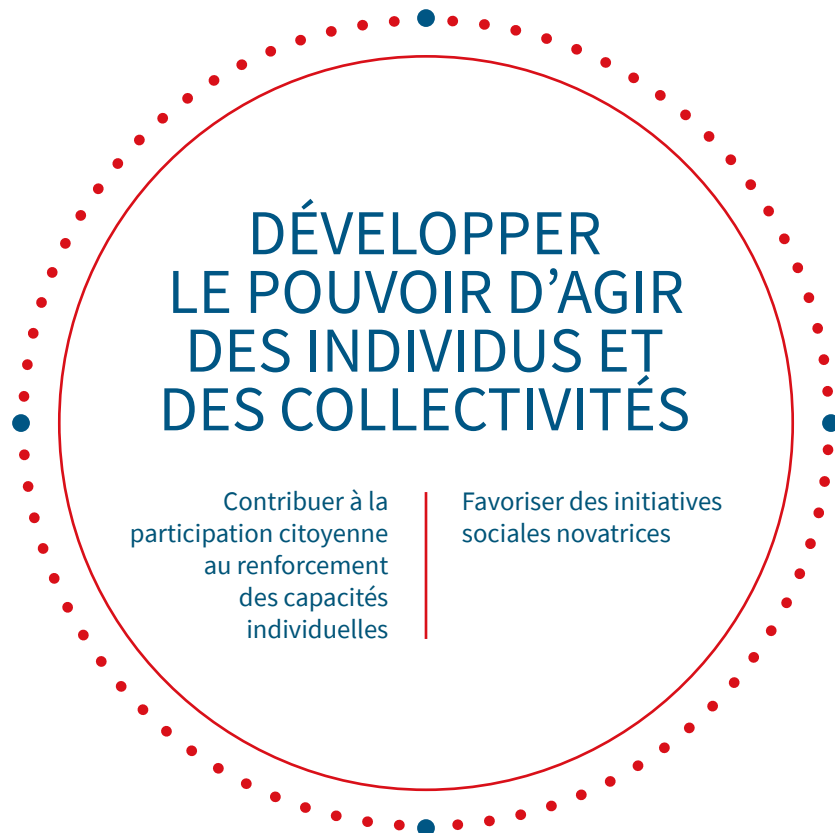 DÉVELOPPER
LE POUVOIR D’AGIR
DES INDIVIDUS ET
DES COLLECTIVITÉS
Contribuer à la
participation citoyenne
au renforcement
des capacités
individuelles
Favoriser des initiatives
sociales novatrices